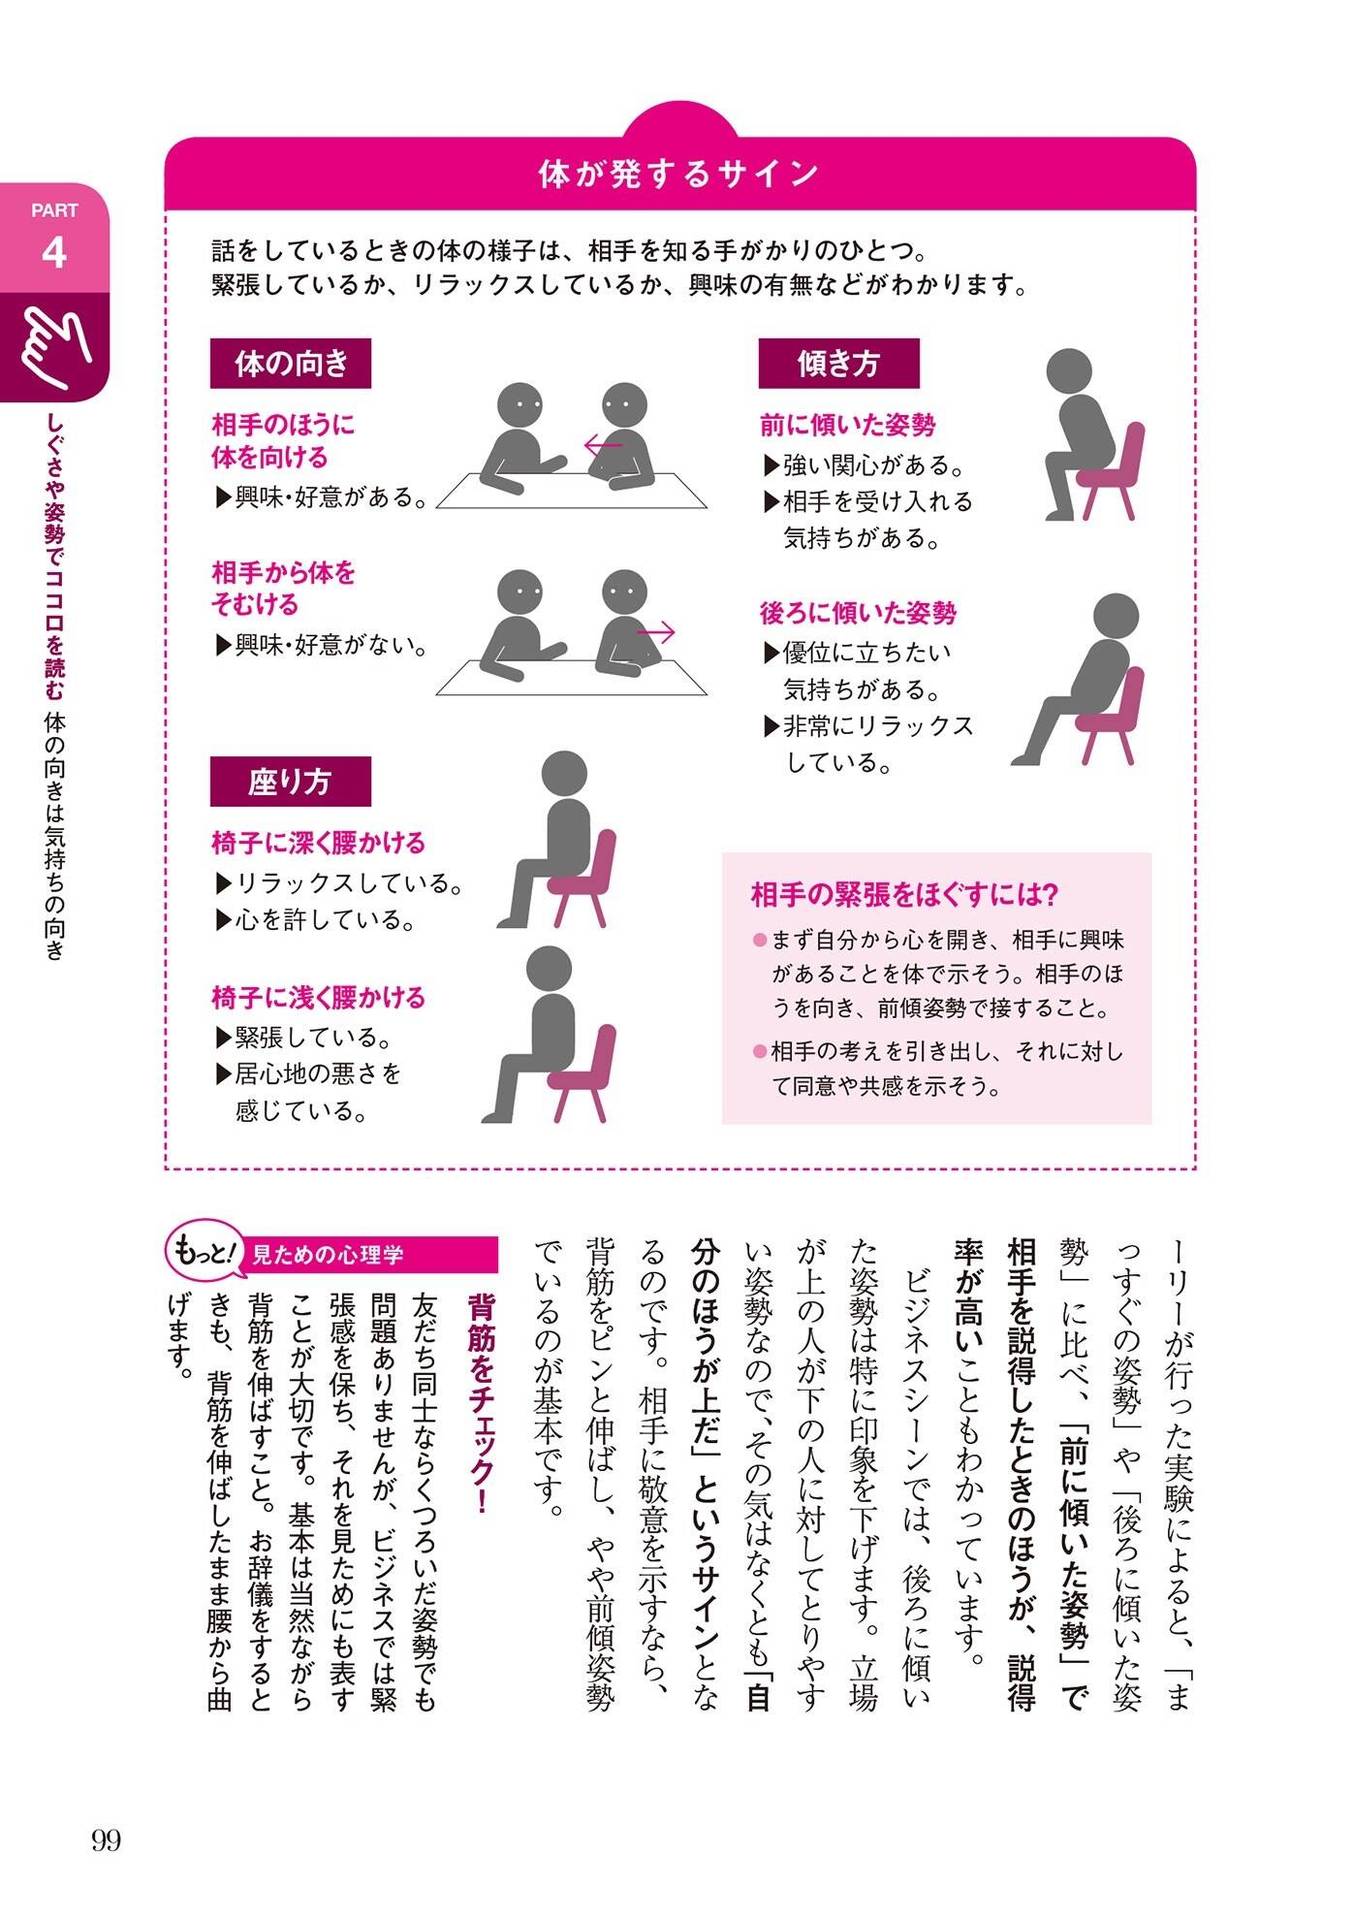 PART
4
しぐさや姿勢でココロを読む 体の向きは気持ちの向き
体が発するサイン
話をしているときの体の様子は、相手を知る手がかりのひとつ。
緊張しているか、リラックスしているか、興味の有無などがわかります。
体の向き
相手のほうに
体を向ける
▶興味・好意がある。
相手から体を
そむける
▶興味・好意がない。
座り方
椅子に深く腰かける
▶リラックスしている。
▶心を許している。
椅子に浅く腰かける
▶緊張している。
▶居心地の悪さを
感じている。
傾き方
前に傾いた姿勢
▶強い関心がある。
▶相手を受け入れる
気持ちがある。
後ろに傾いた姿勢
▶優位に立ちたい
気持ちがある。
▶非常にリラックス
している。
相手の緊張をほぐすには?
●まず自分から心を開き、相手に興味
があることを体で示そう。相手のほ
うを向き、前傾姿勢で接すること。
●相手の考えを引き出し、それに対し
て同意や共感を示そう。
ーリーが行った実験によると、「ま
っすぐの姿勢」や「後ろに傾いた姿
勢」に比べ、「前に傾いた姿勢」で
相手を説得したときのほうが、説得
率が高いこともわかっています。
ビジネスシーンでは、後ろに傾い
た姿勢は特に印象を下げます。立場
が上の人が下の人に対してとりやす
い姿勢なので、その気はなくとも「自
分のほうが上だ」というサインとな
るのです。相手に敬意を示すなら、
背筋をピンと伸ばし、やや前傾姿勢
でいるのが基本です。
もっと!
見ための心理学
背筋をチェック!
友だち同士ならくつろいだ姿勢でも
問題ありませんが、ビジネスでは緊
張感を保ち、それを見ためにも表す
ことが大切です。基本は当然ながら
背筋を伸ばすこと。お辞儀をすると
きも、背筋を伸ばしたまま腰から曲
げます。
99